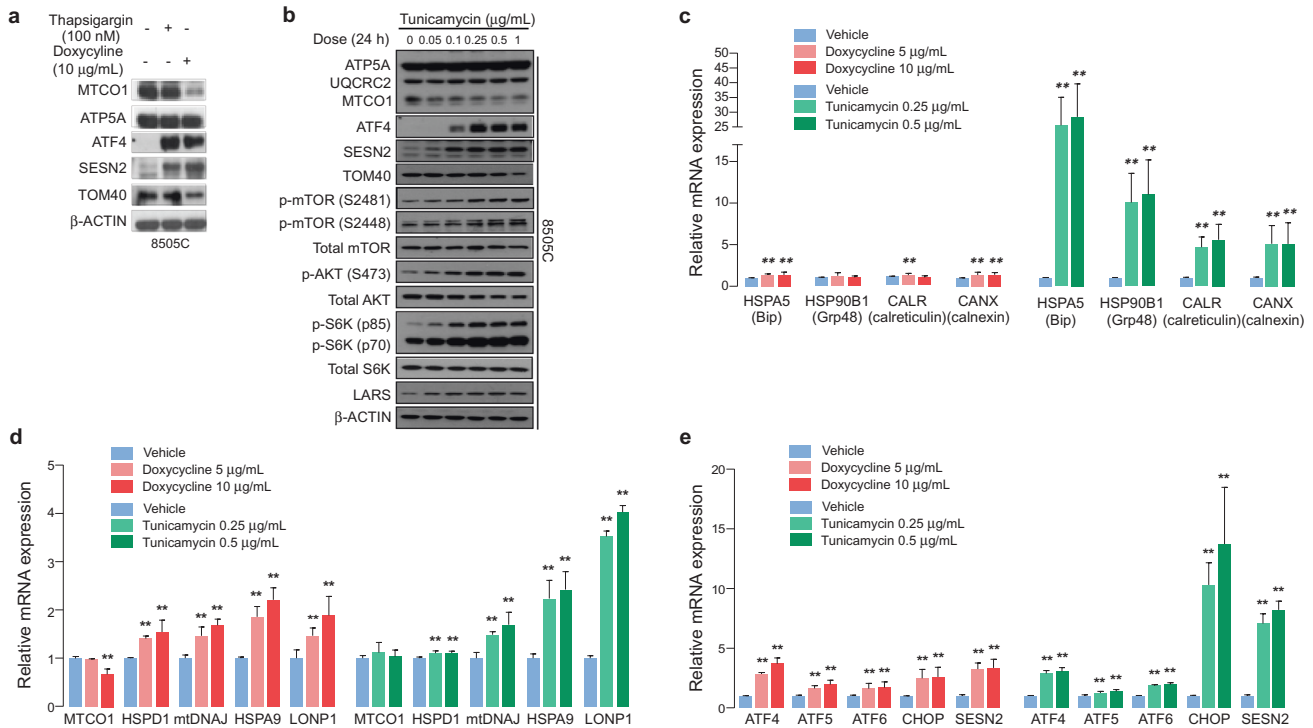 a
Thapsigargin
(100 nM)
- + -
Doxycyline
(10 µg/mL)
- - +
MTCO1
ATP5A
ATF4
SESN2
TOM40
β-ACTIN
8505C
b
Tunicamycin (µg/mL)
Dose (24 h) 0 0.05 0.1 0.25 0.5 1
ATP5A
UQCRC2
MTCO1
ATF4
SESN2
TOM40
p-mTOR (S2481)
p-mTOR (S2448)
Total mTOR
p-AKT (S473)
Total AKT
p-S6K (p85)
p-S6K (p70)
Total S6K
LARS
β-ACTIN
8505C
c
Vehicle
Doxycycline 5 µg/mL
Doxycycline 10 µg/mL
Vehicle
Tunicamycin 0.25 µg/mL
Tunicamycin 0.5 µg/mL
Relative mRNA expression
50
45
40
35
30
25
15
10
5
0
** ** ** ** ** ** ** ** ** ** ** ** **
HSPA5 HSP90B1 CALR CANX HSPA5 HSP90B1 CALR CANX
(Bip) (Grp48) (calreticulin) (calnexin) (Bip) (Grp48) (calreticulin) (calnexin)
d
Vehicle
Doxycycline 5 µg/mL
Doxycycline 10 µg/mL
Vehicle
Tunicamycin 0.25 µg/mL
Tunicamycin 0.5 µg/mL
Relative mRNA expression
5
4
3
2
1
0
** ** ** ** ** ** ** ** ** ** ** ** ** ** ** ** **
MTCO1 HSPD1 mtDNAJ HSPA9 LONP1 MTCO1 HSPD1 mtDNAJ HSPA9 LONP1
e
Vehicle
Doxycycline 5 µg/mL
Doxycycline 10 µg/mL
Vehicle
Tunicamycin 0.25 µg/mL
Tunicamycin 0.5 µg/mL
Relative mRNA expression
20
15
10
5
0
** ** ** ** ** ** ** ** ** ** ** ** ** ** ** ** ** ** ** **
ATF4 ATF5 ATF6 CHOP SESN2 ATF4 ATF5 ATF6 CHOP SESN2